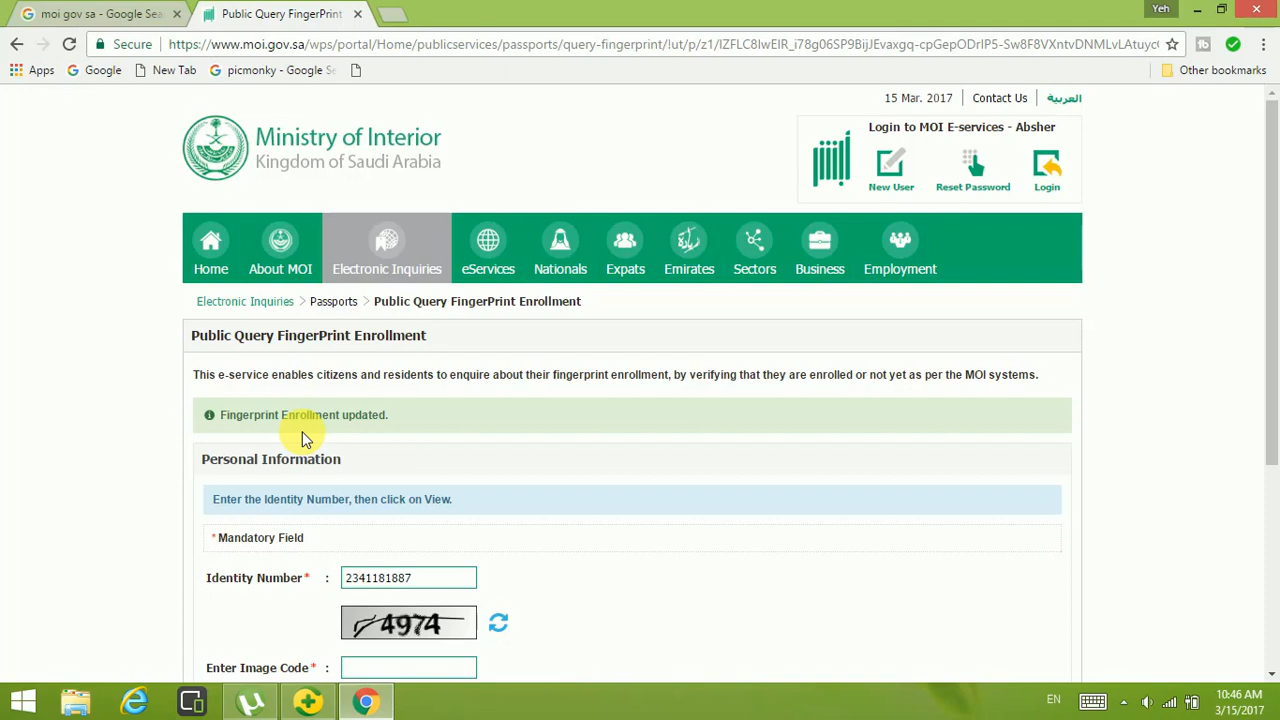 moi gov sa - Google Sea
Public Query FingerPrint
Yeh
Secure
https://www.moi.gov.sa/wps/portal/Home/publicservices/passports/query-fingerprint/!ut/p/z1/
Apps
Google
New Tab
picmonky - Google Se
Other bookmarks
15 Mar. 2017
Contact Us
العربية
Ministry of Interior
Kingdom of Saudi Arabia
Login to MOI E-services - Absher
أبشر
New User
Reset Password
Login
Home
About MOI
Electronic Inquiries
eServices
Nationals
Expats
Emirates
Sectors
Business
Employment
Electronic Inquiries > Passports > Public Query FingerPrint Enrollment
Public Query FingerPrint Enrollment
This e-service enables citizens and residents to enquire about their fingerprint enrollment, by verifying that they are enrolled or not yet as per the MOI systems.
Fingerprint Enrollment updated.
Personal Information
Enter the Identity Number, then click on View.
* Mandatory Field
Identity Number * : 2341181887
4974
Enter Image Code * :
EN
10:46 AM
3/15/2017